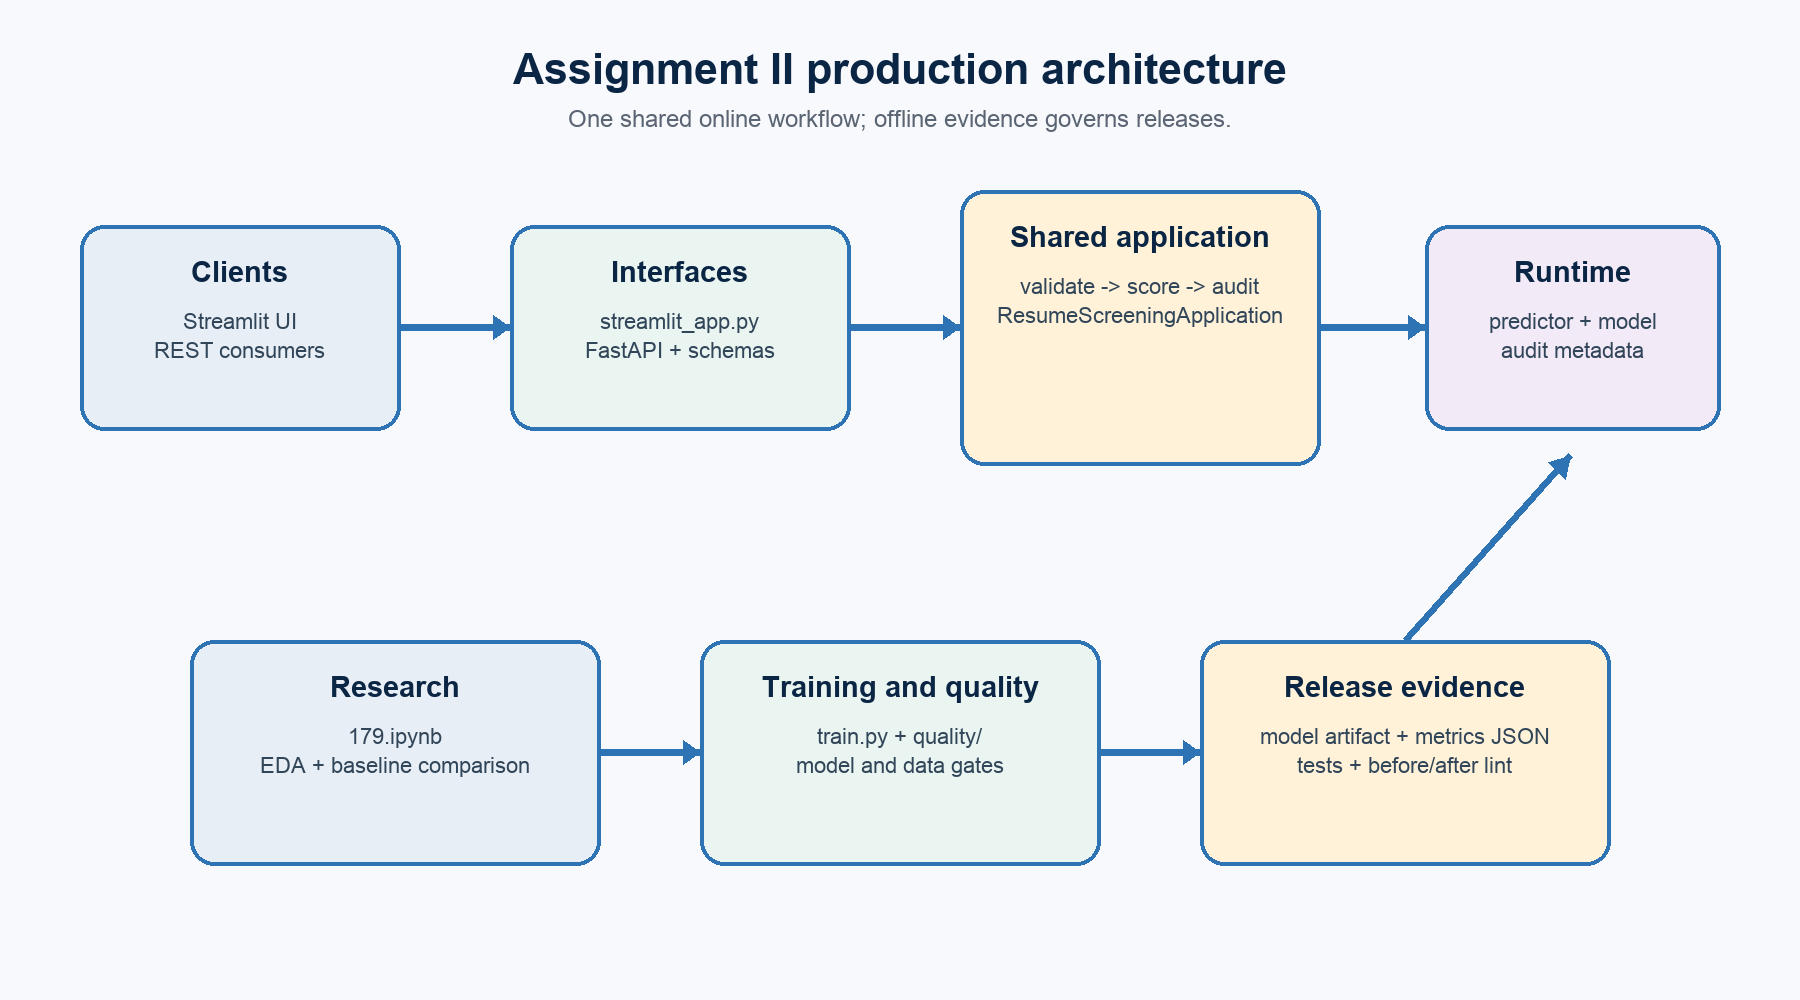 Assignment II production architecture
One shared online workflow; offline evidence governs releases.
Clients
Streamlit UI
REST consumers
Interfaces
streamlit_app.py
FastAPI + schemas
Shared application
validate -> score -> audit
ResumeScreeningApplication
Runtime
predictor + model
audit metadata
Research
179.ipynb
EDA + baseline comparison
Training and quality
train.py + quality/
model and data gates
Release evidence
model artifact + metrics JSON
tests + before/after lint